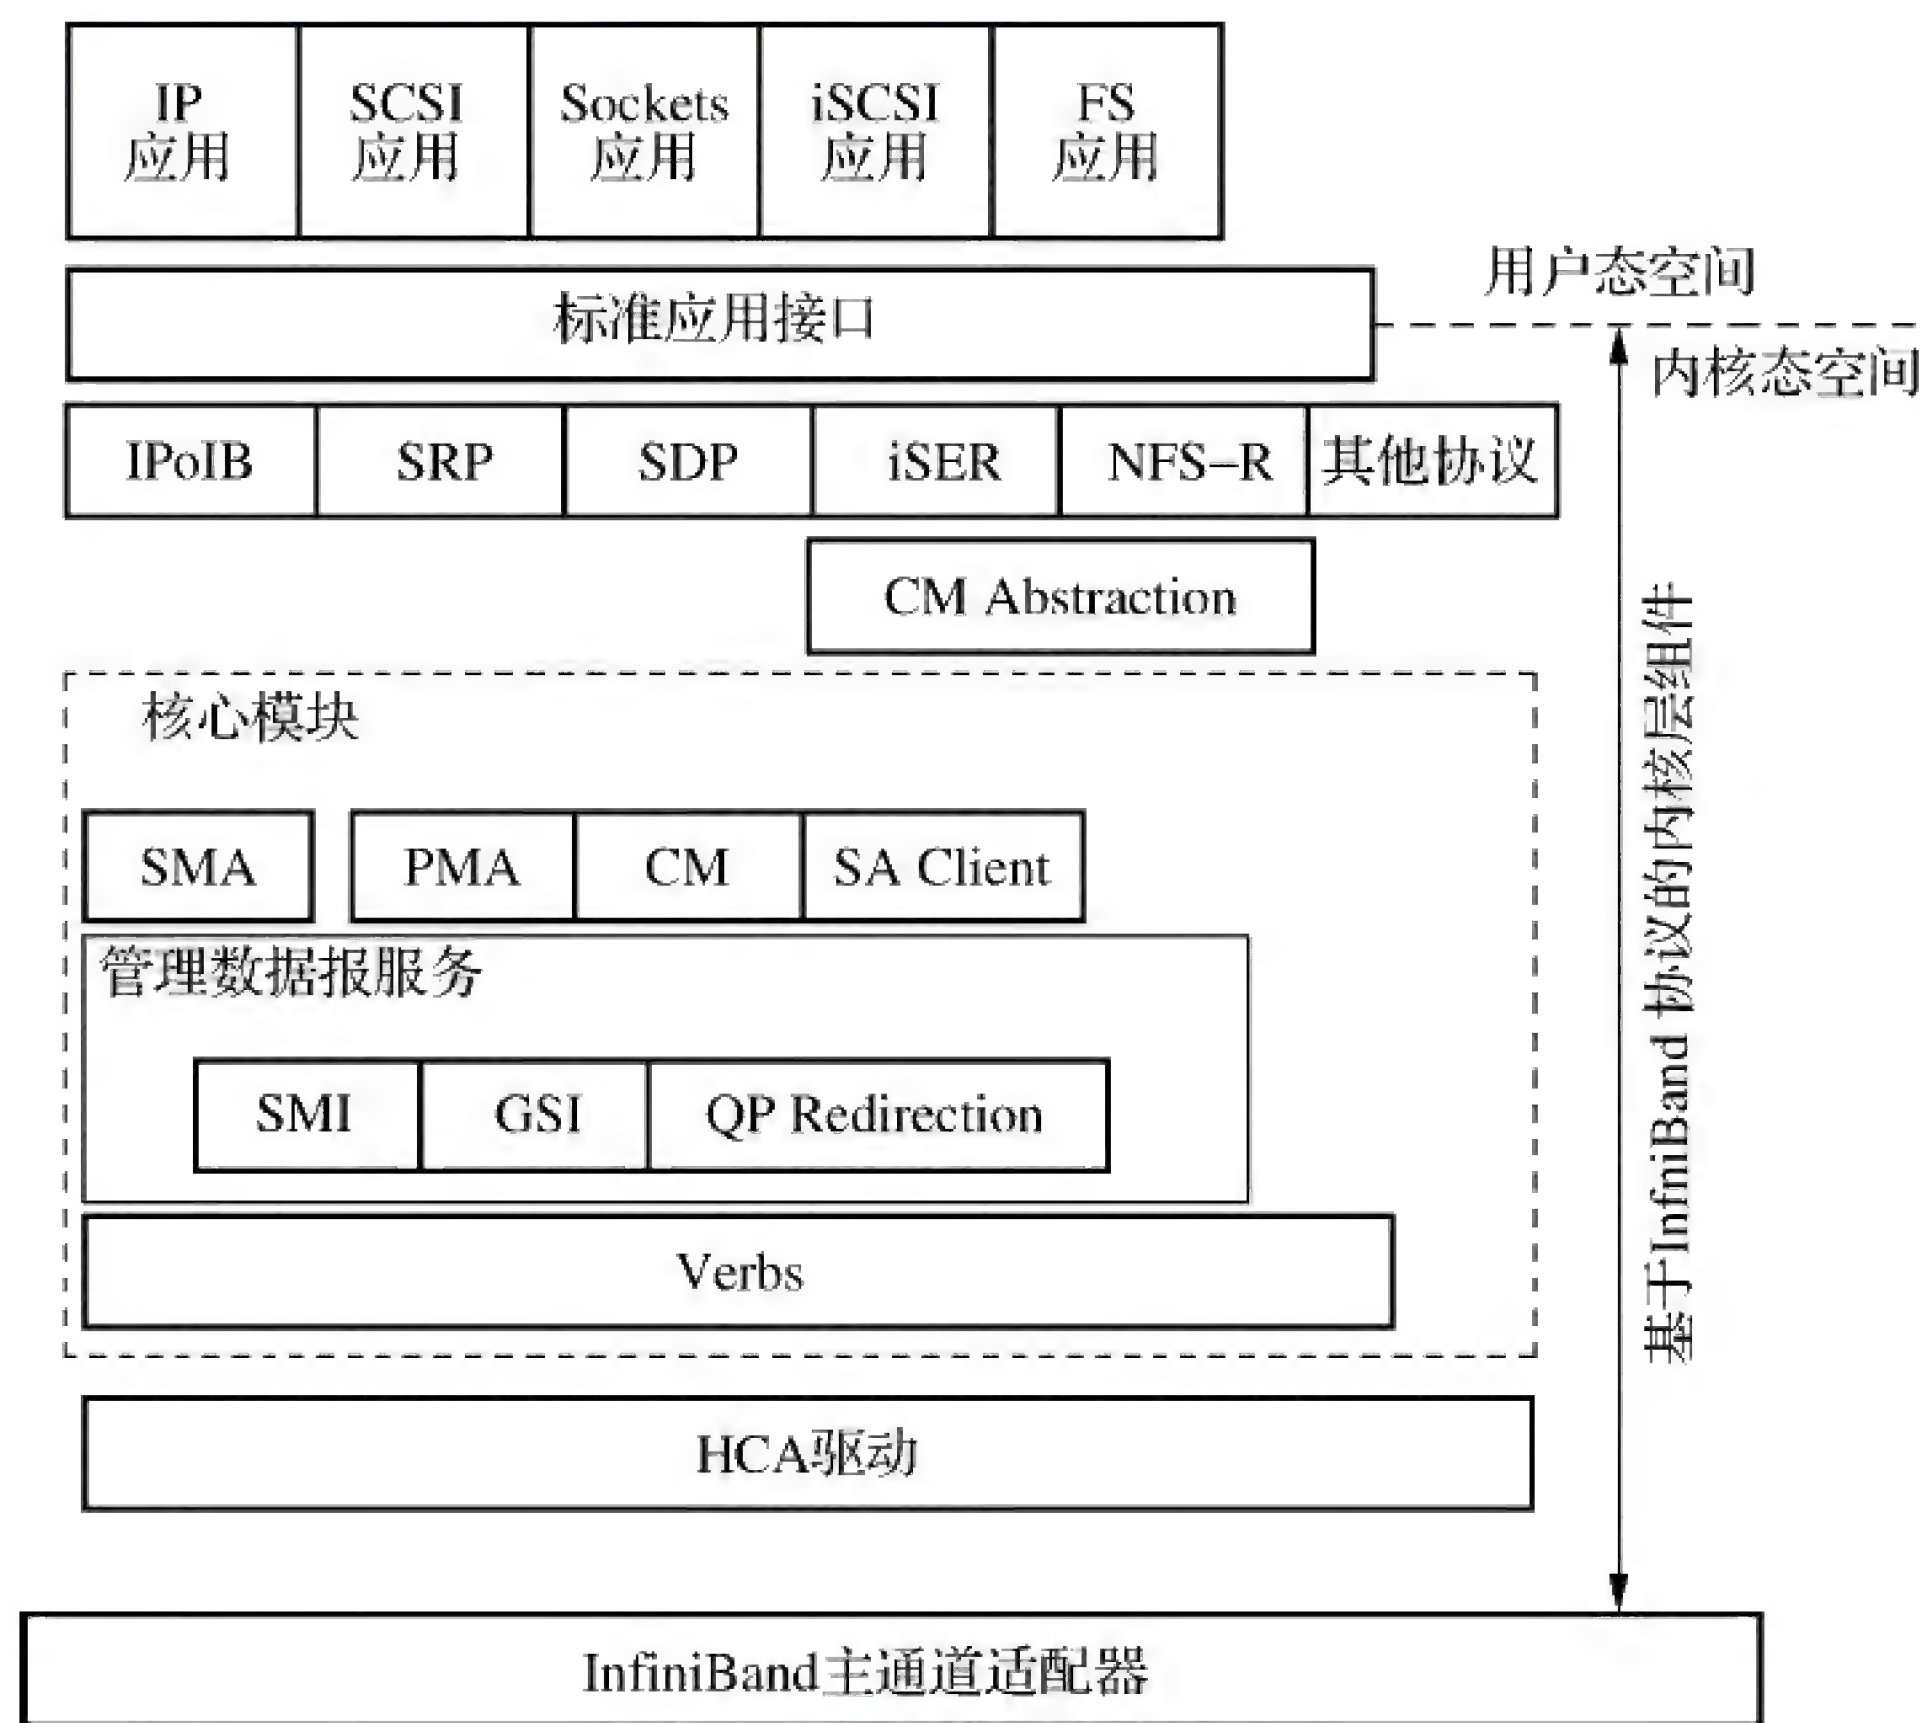 IP
应用
SCSI
应用
Sockets
应用
iSCSI
应用
FS
应用
用户态空间
标准应用接口
内核态空间
IPoIB
SRP
SDP
iSER
NFS–R
其他协议
CM Abstraction
核心模块
SMA
PMA
CM
SA Client
管理数据报服务
SMI
GSI
QP Redirection
Verbs
HCA驱动
基于InfiniBand 协议的内核层组件
InfiniBand主通道适配器